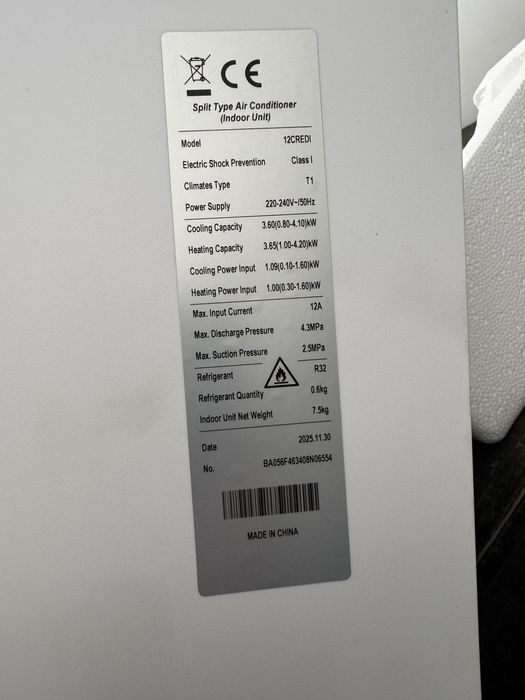 CE
Split Type Air Conditioner
(Indoor Unit)
Model 12CREDI
Electric Shock Prevention Class I
Climates Type T1
Power Supply 220-240V~/50Hz
Cooling Capacity 3.60(0.80-4.10)kW
Heating Capacity 3.65(1.00-4.20)kW
Cooling Power Input 1.09(0.10-1.60)kW
Heating Power Input 1.00(0.30-1.60)kW
Max. Input Current 12A
Max. Discharge Pressure 4.3MPa
Max. Suction Pressure 2.5MPa
Refrigerant R32
Refrigerant Quantity 0.6kg
Indoor Unit Net Weight 7.5kg
Date 2025.11.30
No. BA056F463408N06554
MADE IN CHINA